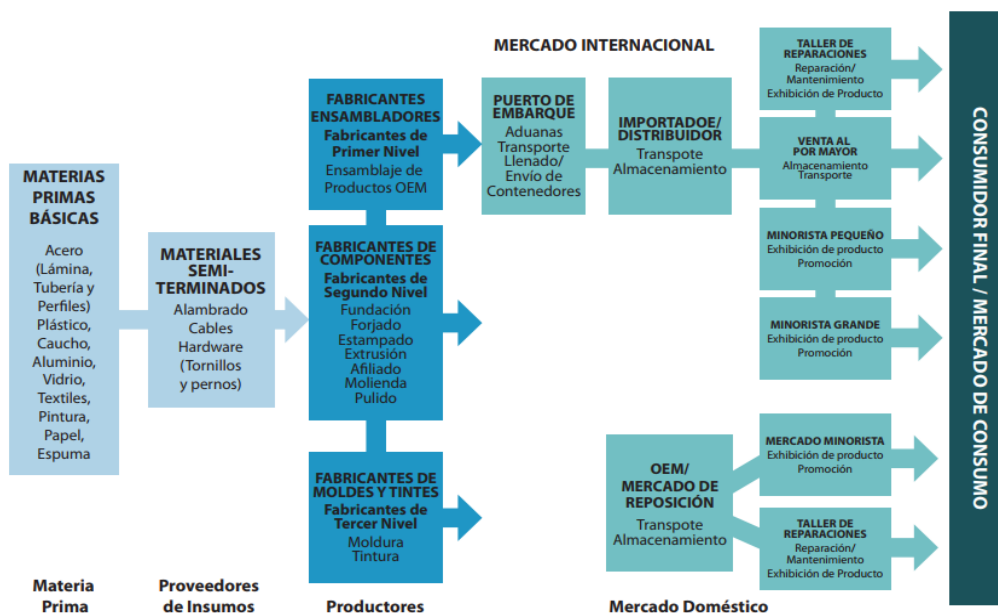 MATERIAS
PRIMAS
BÁSICAS
Acero
(Lámina,
Tubería y
Perfiles)
Plástico,
Caucho,
Aluminio,
Vidrio,
Textiles,
Pintura,
Papel,
Espuma
MATERIALES
SEMI-
TERMINADOS
Alambrado
Cables
Hardware
(Tornillos
y pernos)
FABRICANTES
ENSAMBLADORES
Fabricantes de
Primer Nivel
Ensamblaje de
Productos OEM
FABRICANTES DE
COMPONENTES
Fabricantes de
Segundo Nivel
Fundación
Forjado
Estampado
Extrusión
Afiliado
Molienda
Pulido
FABRICANTES DE
MOLDES Y TINTES
Fabricantes de
Tercer Nivel
Moldura
Tintura
MERCADO INTERNACIONAL
PUERTO DE
EMBARQUE
Aduanas
Transporte
Llenado/
Envío de
Contenedores
IMPORTADOE/
DISTRIBUIDOR
Transpote
Almacenamiento
TALLER DE
REPARACIONES
Reparación/
Mantenimiento
Exhibición de Producto
VENTA AL
POR MAYOR
Almacenamiento
Transporte
MINORISTA PEQUEÑO
Exhibición de producto
Promoción
MINORISTA GRANDE
Exhibición de producto
Promoción
OEM/
MERCADO DE
REPOSICIÓN
Transpote
Almacenamiento
MERCADO MINORISTA
Exhibición de producto
Promoción
TALLER DE
REPARACIONES
Reparación/
Mantenimiento
Exhibición de Producto
CONSUMIDOR FINAL / MERCADO DE CONSUMO
Materia
Prima
Proveedores
de Insumos
Productores
Mercado Doméstico